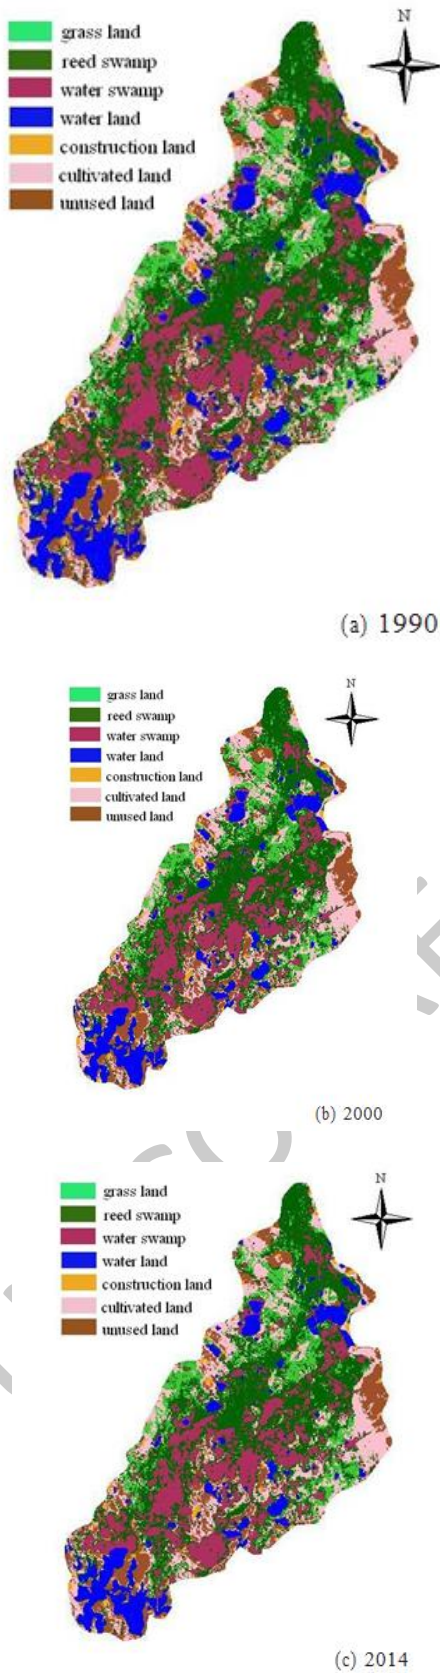 N
grass land
reed swamp
water swamp
water land
construction land
cultivated land
unused land
(a) 1990
N
grass land
reed swamp
water swamp
water land
construction land
cultivated land
unused land
(b) 2000
N
grass land
reed swamp
water swamp
water land
construction land
cultivated land
unused land
(c) 2014